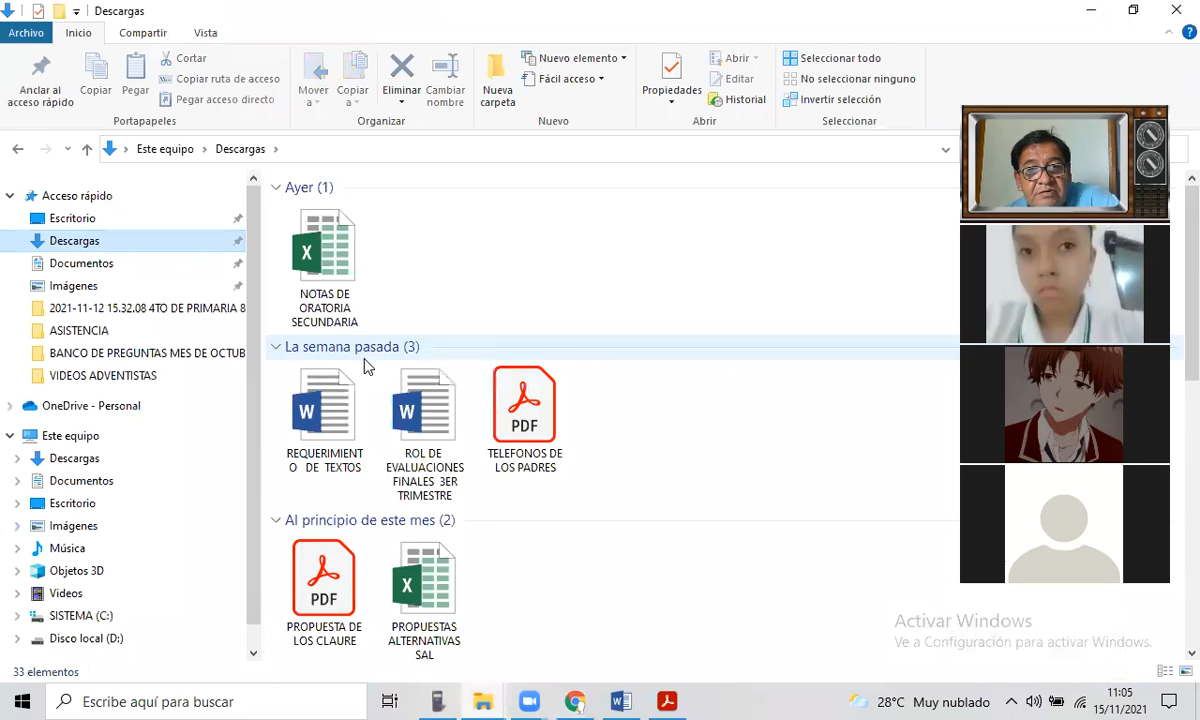 Descargas
Archivo Inicio Compartir Vista
Anclar al acceso rápido
Copiar
Pegar
Cortar
Copiar ruta de acceso
Pegar acceso directo
Portapapeles
Mover a
Copiar a
Eliminar
Cambiar nombre
Organizar
Nueva carpeta
Nuevo elemento
Fácil acceso
Nuevo
Propiedades
Abrir
Editar
Historial
Abrir
Seleccionar todo
No seleccionar ninguno
Invertir selección
Seleccionar
Este equipo > Descargas >
Acceso rápido
Escritorio
Descargas
Documentos
Imágenes
2021-11-12 15.32.08 4TO DE PRIMARIA 8
ASISTENCIA
BANCO DE PREGUNTAS MES DE OCTUB
VIDEOS ADVENTISTAS
OneDrive - Personal
Este equipo
Descargas
Documentos
Escritorio
Imágenes
Música
Objetos 3D
Videos
SISTEMA (C:)
Disco local (D:)
Ayer (1)
X
NOTAS DE
ORATORIA
SECUNDARIA
La semana pasada (3)
W
REQUERIMIENT
O DE TEXTOS
W
ROL DE
EVALUACIONES
FINALES 3ER
TRIMESTRE
PDF
TELEFONOS DE
LOS PADRES
Al principio de este mes (2)
PDF
PROPUESTA DE
LOS CLAURE
X
PROPUESTAS
ALTERNATIVAS
SAL
Activar Windows
Ve a Configuración para activar Windows.
33 elementos
Escribe aquí para buscar
28°C Muy nublado
11:05
15/11/2021